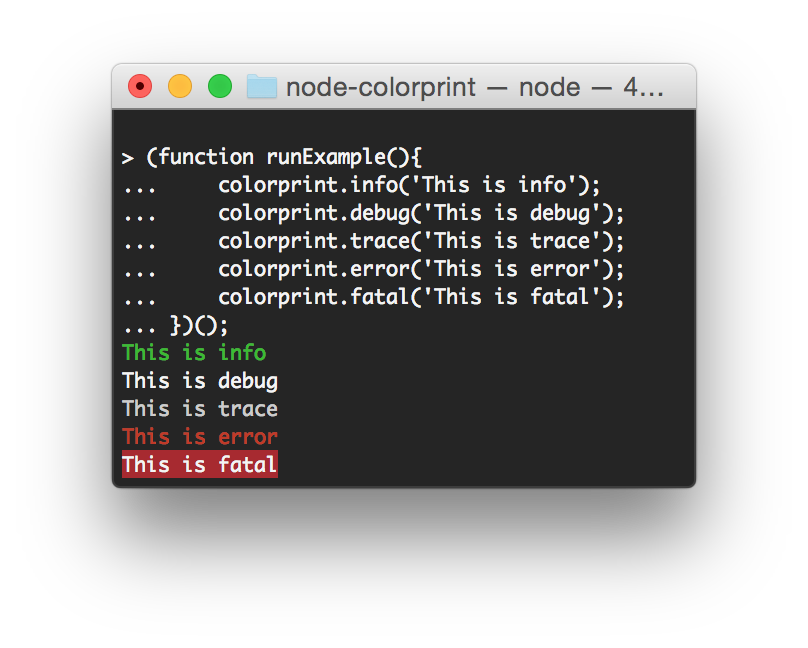 node-colorprint — node — 4...
> (function runExample(){
...     colorprint.info('This is info');
...     colorprint.debug('This is debug');
...     colorprint.trace('This is trace');
...     colorprint.error('This is error');
...     colorprint.fatal('This is fatal');
... })();
This is info
This is debug
This is trace
This is error
This is fatal